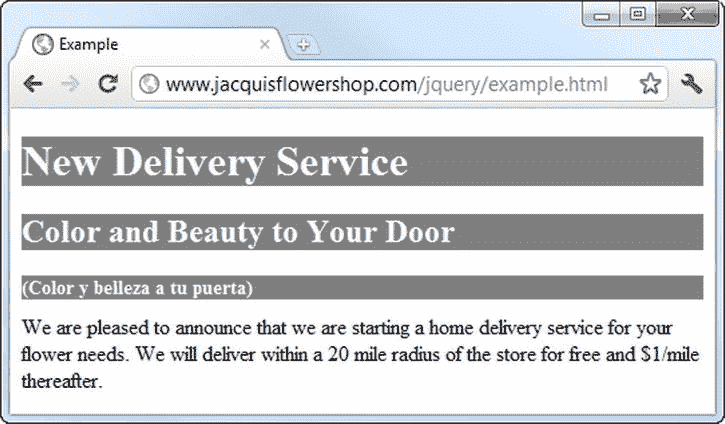 Example
www.jacquisflowershop.com/jquery/example.html
New Delivery Service
Color and Beauty to Your Door
(Color y belleza a tu puerta)
We are pleased to announce that we are starting a home delivery service for your
flower needs. We will deliver within a 20 mile radius of the store for free and $1/mile
thereafter.